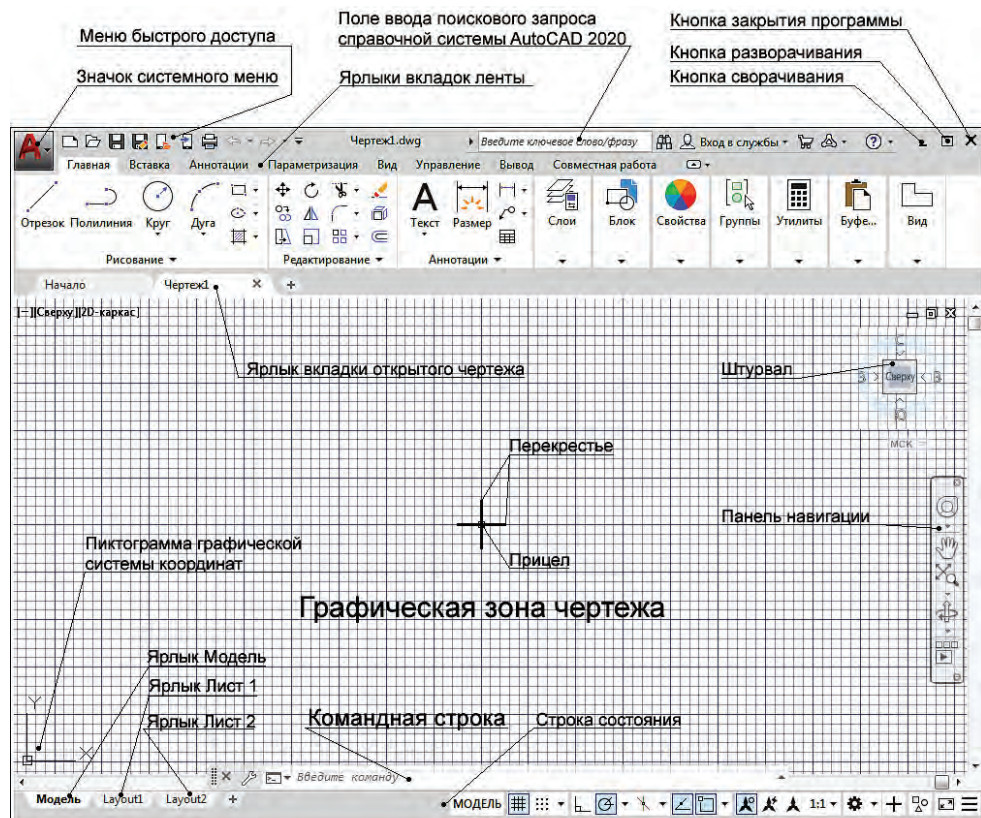 Меню быстрого доступа
Значок системного меню
Поле ввода поискового запроса
справочной системы AutoCAD 2020
Ярлыки вкладок ленты
Кнопка закрытия программы
Кнопка разворачивания
Кнопка сворачивания
Чертеж1.dwg
Введите ключевое слово/фразу
Вход в службы
Главная Вставка Аннотации Параметризация Вид Управление Вывод Совместная работа
Отрезок Полилиния Круг Дуга Текст Размер Слои Блок Свойства Группы Утилиты Буфе... Вид
Рисование Редактирование Аннотации
Начало Чертеж1
[−][Сверху][2D-каркас]
Ярлык вкладки открытого чертежа
Штурвал
Сверху
МСК
Перекрестье
Панель навигации
Пиктограмма графической
системы координат
Прицел
Графическая зона чертежа
Ярлык Модель
Ярлык Лист 1
Ярлык Лист 2
Командная строка
Строка состояния
Y
X
Введите команду
Модель Layout1 Layout2 +
МОДЕЛЬ 1:1